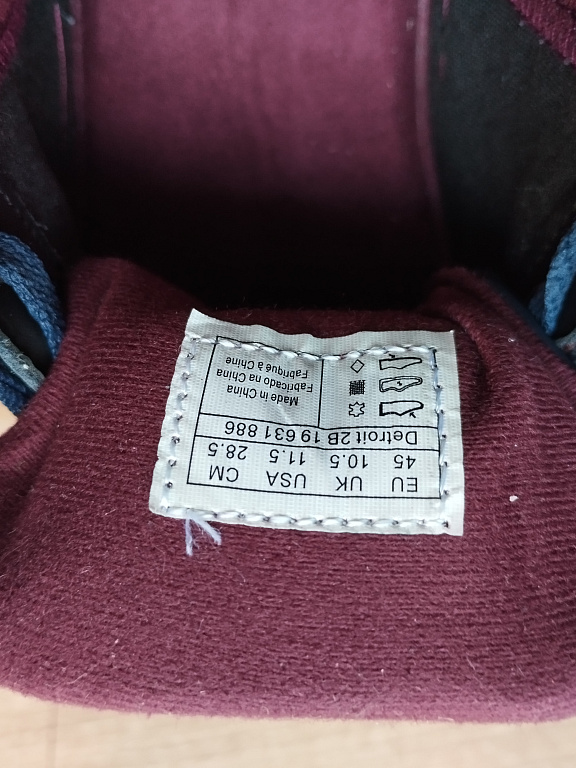 EU UK USA CM
45 10.5 11.5 28.5
Detroit 2B 19 631 886
Made in China
Fabricado na China
Fabriqué à Chine